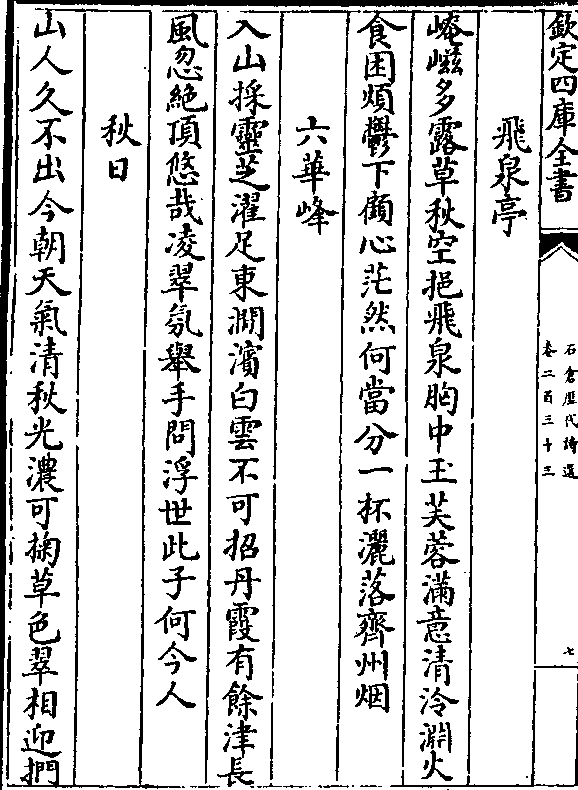 欽定四庫全書
石倉歷代詩選
卷二百三十三
七
飛泉亭
崦嵫多露草秋空挹飛泉胸中玉芙蓉滿意清泠淵火
食困煩鬱下顧心茫然何當分一杯灑落齊州烟
六華峰
入山採靈芝濯足東澗濱白雲不可招丹霞有餘津長
風忽絶頂悠哉凌翠氛舉手問浮世此子何今人
秋日
山人久不出今朝天氣清秋光濃可掬草色翠相迎捫